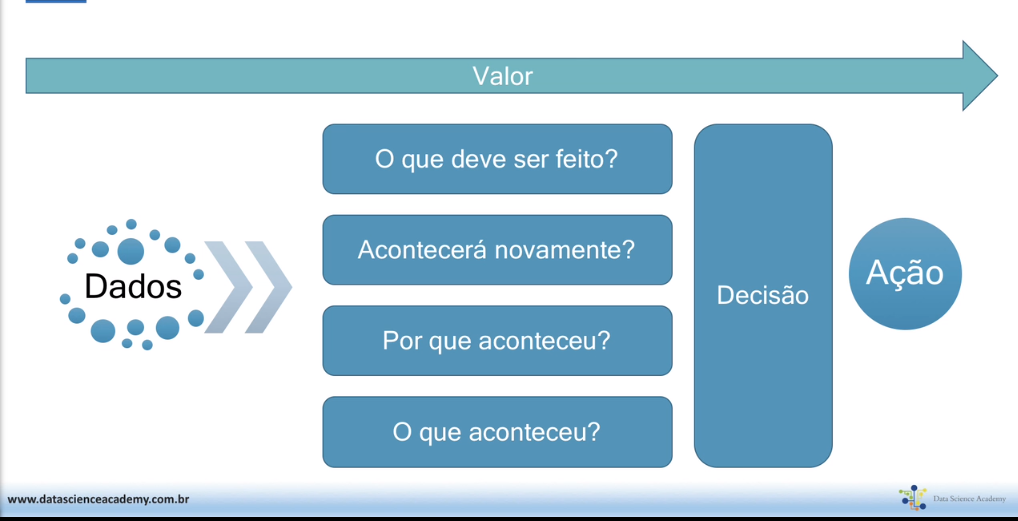 Valor
Dados
O que deve ser feito?
Acontecerá novamente?
Por que aconteceu?
O que aconteceu?
Decisão
Ação
www.datascienceacademy.com.br
Data Science Academy